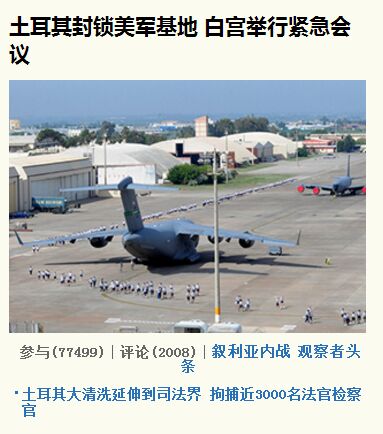 土耳其封锁美军基地 白宫举行紧急会
议
参与(77499) | 评论(2008) | 叙利亚内战 观察者头
条
土耳其大清洗延伸到司法界 拘捕近3000名法官检察
官